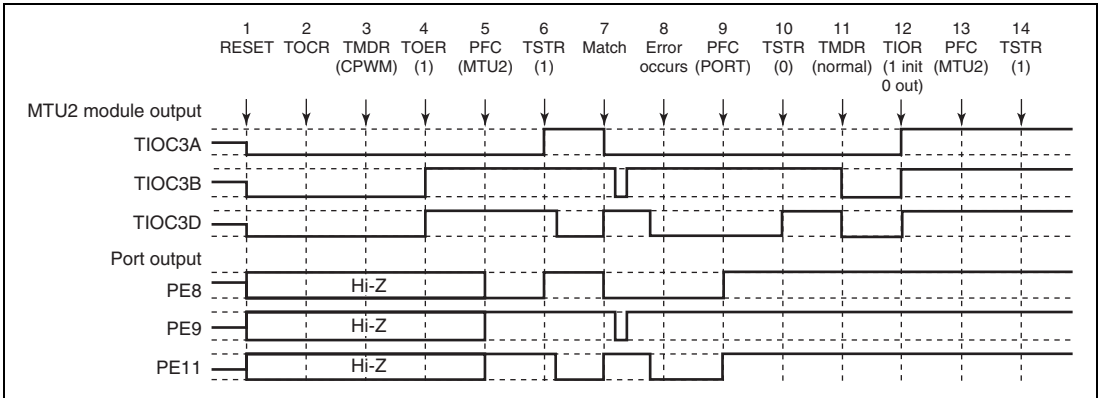 1 2 3 4 5 6 7 8 9 10 11 12 13 14
RESET TOCR TMDR TOER PFC TSTR Match Error PFC TSTR TMDR TIOR PFC TSTR
(CPWM) (1) (MTU2) (1) occurs (PORT) (0) (normal) (1 init (MTU2) (1)
0 out)
MTU2 module output
TIOC3A
TIOC3B
TIOC3D
Port output
PE8 Hi-Z
PE9 Hi-Z
PE11 Hi-Z